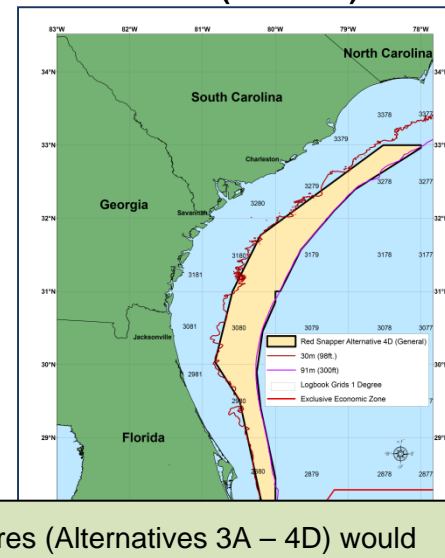 83°W 82°W 81°W 80°W 79°W 78°W
34°N North Carolina 34°N
South Carolina
3378 3377
3379
33°N Charleston 33°N
3279 3278 3277
Georgia 3280
Savannah
32°N 32°N
3181 3180 3179 3178 3177
31°N 31°N
3081 3080 3079 3078 3077
Jacksonville
Red Snapper Alternative 4D (General)
30m (98ft.)
91m (300ft)
Logbook Grids 1 Degree
Exclusive Economic Zone
30°N 30°N
2981 2980
29°N Florida 29°N
2880 2879 2878 2877
res (Alternatives 3A – 4D) would